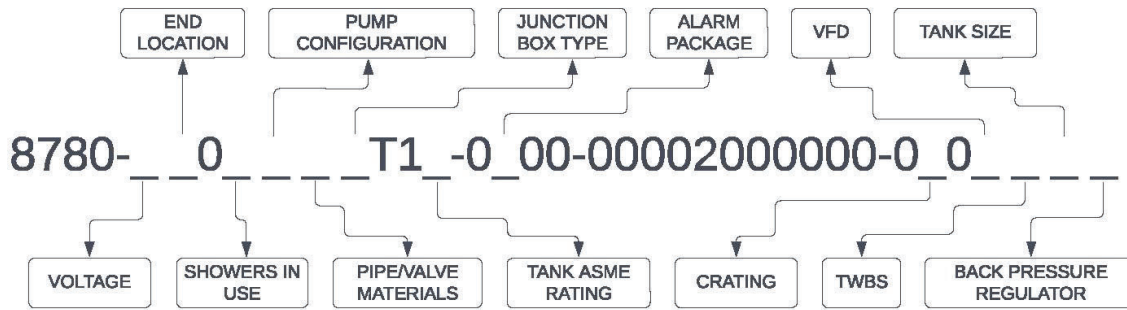 END
LOCATION
PUMP
CONFIGURATION
JUNCTION
BOX TYPE
ALARM
PACKAGE
VFD
TANK SIZE
8780-_ _0_ _ _ _T1_-0_00-00002000000-0_0_ _ _ _
VOLTAGE
SHOWERS IN
USE
PIPE/VALVE
MATERIALS
TANK ASME
RATING
CRATING
TWBS
BACK PRESSURE
REGULATOR